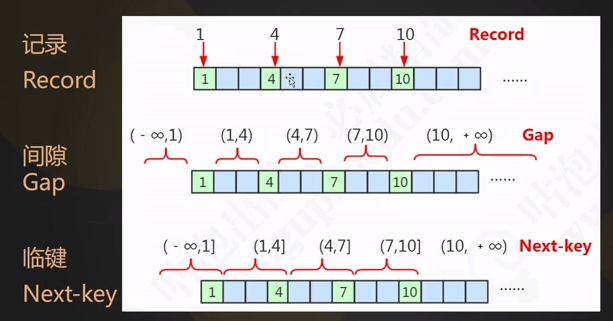 记录
Record
1 4 7 10 Record
1 4 7 10 ······
间隙
Gap
(-∞,1) (1,4) (4,7) (7,10) (10, +∞) Gap
1 4 7 10 ······
临键
Next-key
(-∞,1] (1,4] (4,7] (7,10] (10, +∞) Next-key
1 4 7 10 ······